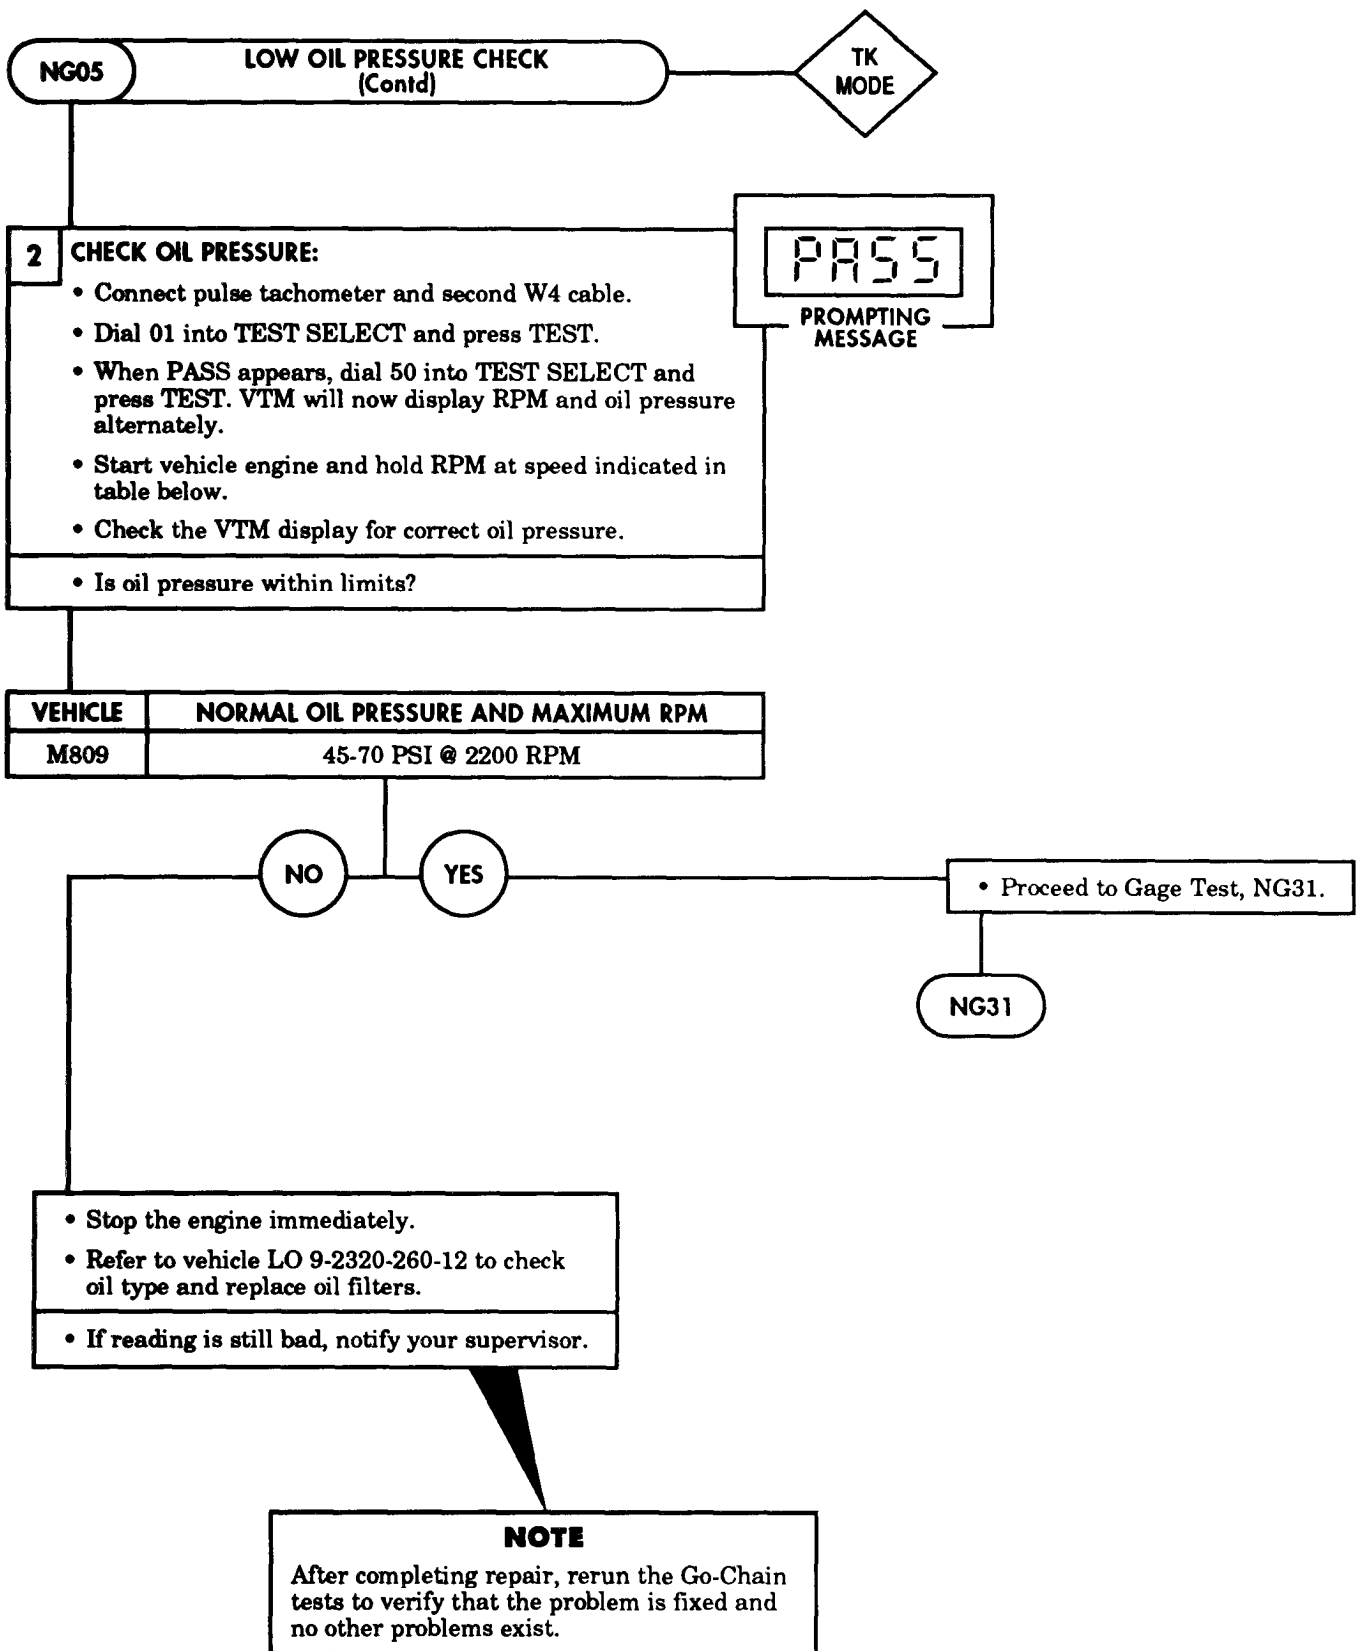 NG05
LOW OIL PRESSURE CHECK
(Contd)
TK
MODE
2
CHECK OIL PRESSURE:
• Connect pulse tachometer and second W4 cable.
• Dial 01 into TEST SELECT and press TEST.
• When PASS appears, dial 50 into TEST SELECT and
press TEST. VTM will now display RPM and oil pressure
alternately.
• Start vehicle engine and hold RPM at speed indicated in
table below.
• Check the VTM display for correct oil pressure.
• Is oil pressure within limits?
PASS
PROMPTING
MESSAGE
VEHICLE NORMAL OIL PRESSURE AND MAXIMUM RPM
M809 45-70 PSI @ 2200 RPM
NO
YES
• Proceed to Gage Test, NG31.
NG31
• Stop the engine immediately.
• Refer to vehicle LO 9-2320-260-12 to check
oil type and replace oil filters.
• If reading is still bad, notify your supervisor.
NOTE
After completing repair, rerun the Go-Chain
tests to verify that the problem is fixed and
no other problems exist.